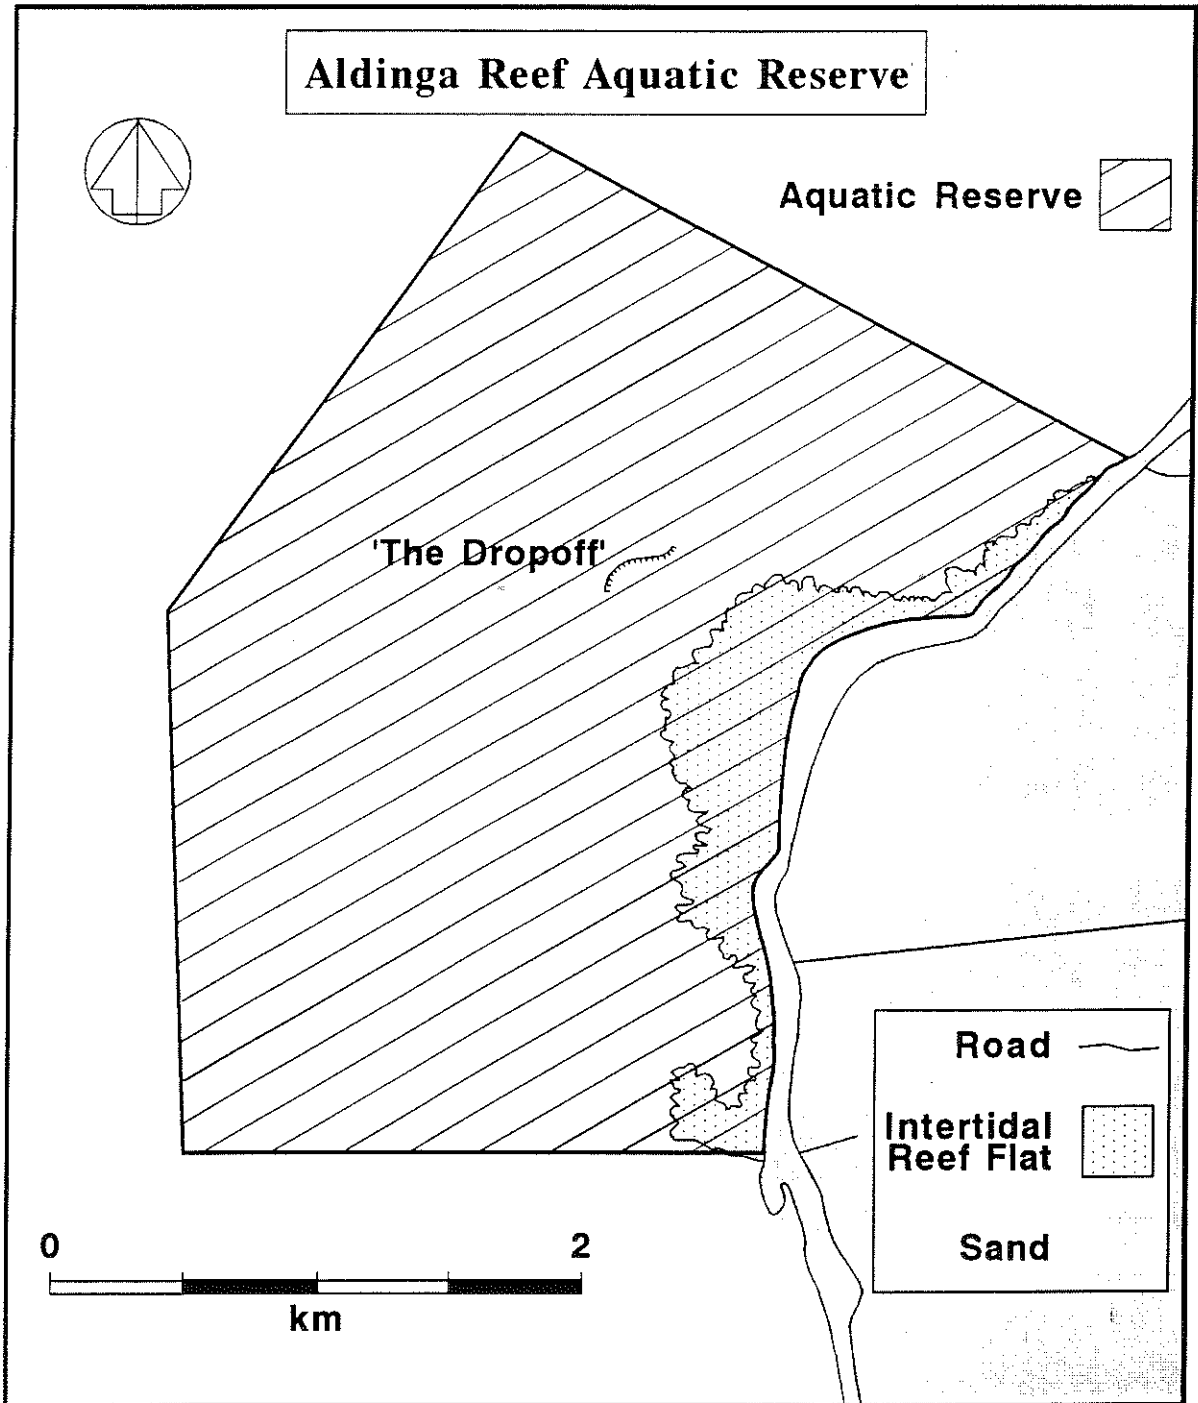 Aldinga Reef Aquatic Reserve
Aquatic Reserve
'The Dropoff'
Road
Intertidal
Reef Flat
Sand
0 2
km